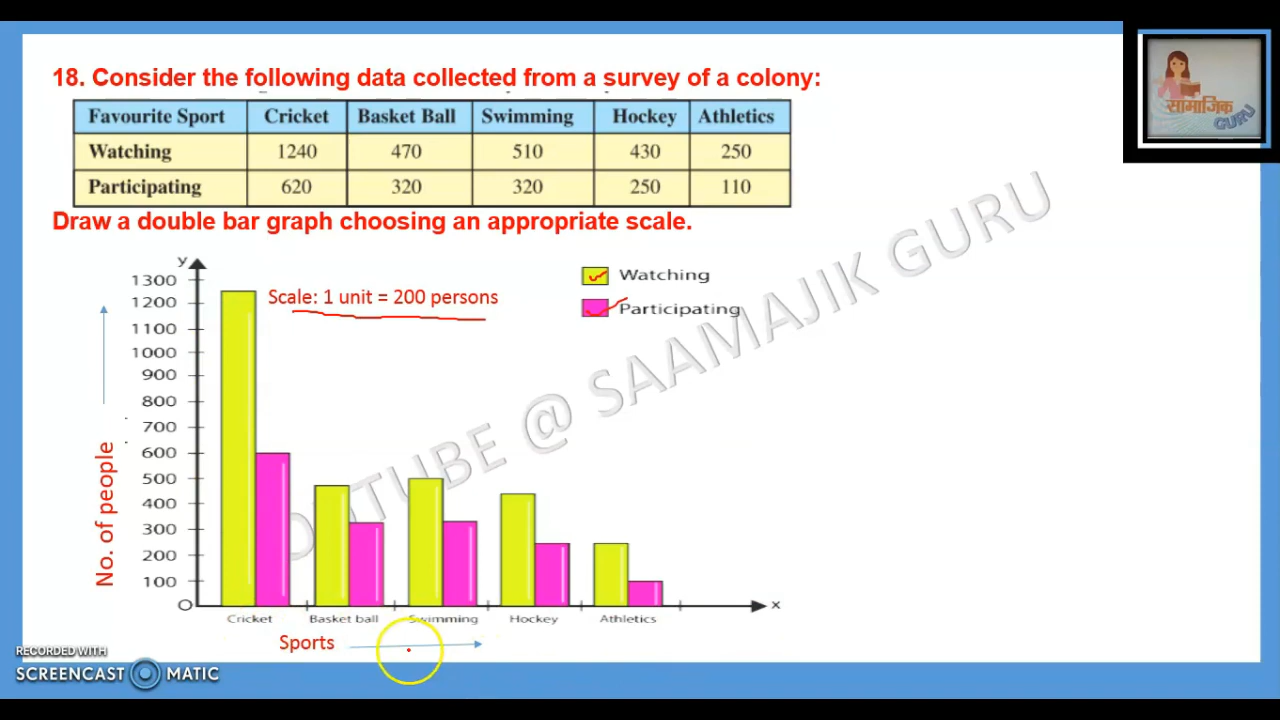 18. Consider the following data collected from a survey of a colony:
सामाजिक
GURU
Favourite Sport Cricket Basket Ball Swimming Hockey Athletics
Watching 1240 470 510 430 250
Participating 620 320 320 250 110
Draw a double bar graph choosing an appropriate scale.
y
Scale: 1 unit = 200 persons
Watching
Participating
1300
1200
1100
1000
900
800
700
600
500
400
300
200
100
O
x
No. of people
Cricket Basket ball Swimming Hockey Athletics
Sports
@ SAAMAJIK GURU
RECORDED WITH
SCREENCAST MATIC